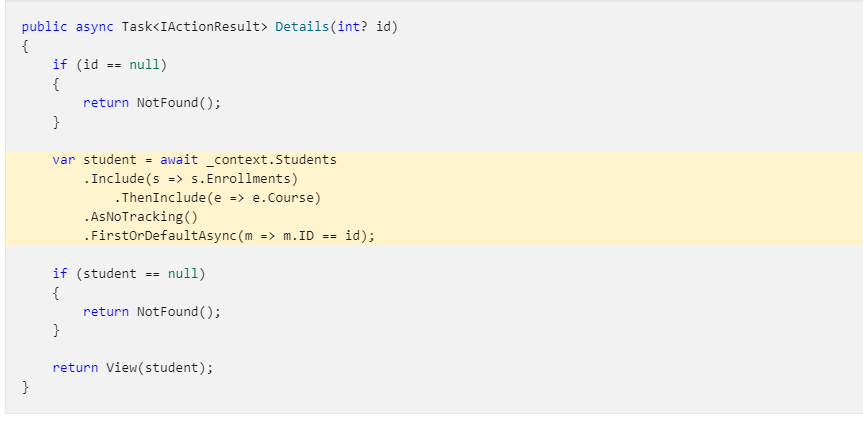 public async Task<IActionResult> Details(int? id)
{
    if (id == null)
    {
        return NotFound();
    }

    var student = await _context.Students
        .Include(s => s.Enrollments)
            .ThenInclude(e => e.Course)
        .AsNoTracking()
        .FirstOrDefaultAsync(m => m.ID == id);

    if (student == null)
    {
        return NotFound();
    }

    return View(student);
}